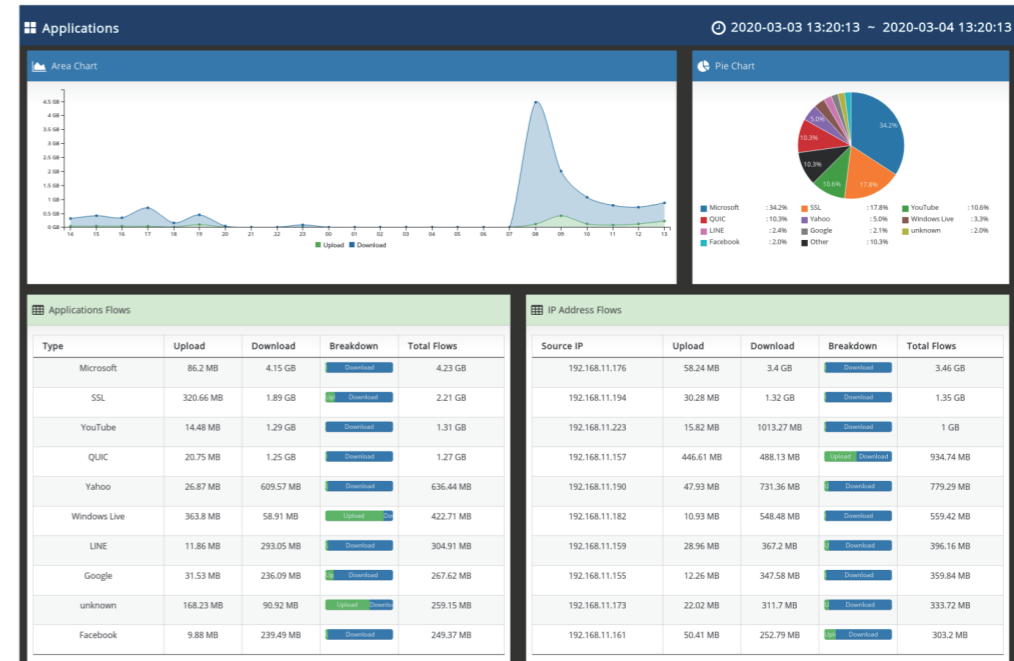 Applications
2020-03-03 13:20:13 ~ 2020-03-04 13:20:13
Area Chart
4.5 GB
4 GB
3.5 GB
3 GB
2.5 GB
2 GB
1.5 GB
1 GB
0.5 GB
0 GB
14 15 16 17 18 19 20 21 22 23 00 01 02 03 04 05 06 07 08 09 10 11 12 13
Upload Download
Pie Chart
34.2%
17.8%
10.6%
10.3%
10.3%
5.0%
Microsoft : 34.2% SSL : 17.8% YouTube : 10.6%
QUIC : 10.3% Yahoo : 5.0% Windows Live : 3.3%
LINE : 2.4% Google : 2.1% unknown : 2.0%
Facebook : 2.0% Other : 10.3%
Applications Flows
Type Upload Download Breakdown Total Flows
Microsoft 86.2 MB 4.15 GB Download 4.23 GB
SSL 320.66 MB 1.89 GB Upl Download 2.21 GB
YouTube 14.48 MB 1.29 GB Download 1.31 GB
QUIC 20.75 MB 1.25 GB Download 1.27 GB
Yahoo 26.87 MB 609.57 MB Download 636.44 MB
Windows Live 363.8 MB 58.91 MB Upload Dow 422.71 MB
LINE 11.86 MB 293.05 MB Download 304.91 MB
Google 31.53 MB 236.09 MB Up Download 267.62 MB
unknown 168.23 MB 90.92 MB Upload Downloa 259.15 MB
Facebook 9.88 MB 239.49 MB Download 249.37 MB
IP Address Flows
Source IP Upload Download Breakdown Total Flows
192.168.11.176 58.24 MB 3.4 GB Download 3.46 GB
192.168.11.194 30.28 MB 1.32 GB Download 1.35 GB
192.168.11.223 15.82 MB 1013.27 MB Download 1 GB
192.168.11.157 446.61 MB 488.13 MB Upload Download 934.74 MB
192.168.11.190 47.93 MB 731.36 MB U Download 779.29 MB
192.168.11.182 10.93 MB 548.48 MB Download 559.42 MB
192.168.11.159 28.96 MB 367.2 MB U Download 396.16 MB
192.168.11.155 12.26 MB 347.58 MB Download 359.84 MB
192.168.11.173 22.02 MB 311.7 MB U Download 333.72 MB
192.168.11.161 50.41 MB 252.79 MB Upl Download 303.2 MB